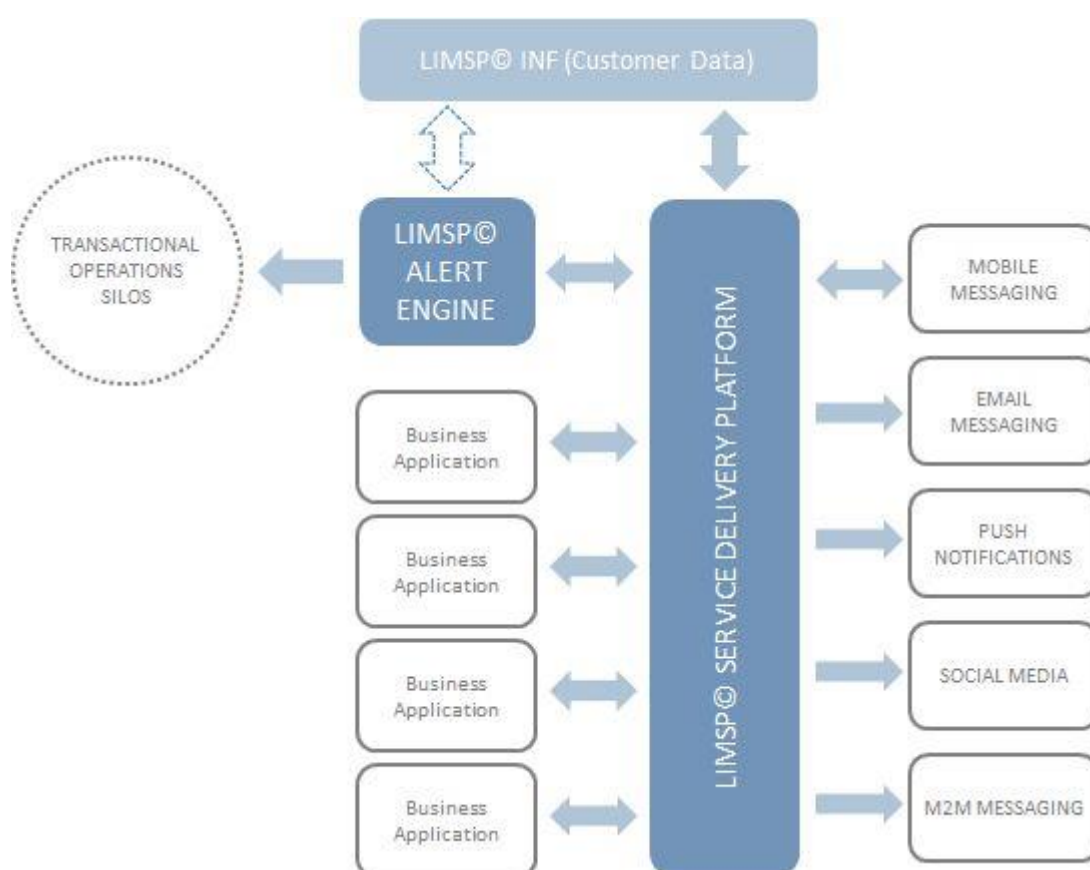 LIMSP© INF (Customer Data)
TRANSACTIONAL
OPERATIONS
SILOS
LIMSP©
ALERT
ENGINE
Business
Application
Business
Application
Business
Application
Business
Application
LIMSP© SERVICE DELIVERY PLATFORM
MOBILE
MESSAGING
EMAIL
MESSAGING
PUSH
NOTIFICATIONS
SOCIAL MEDIA
M2M MESSAGING